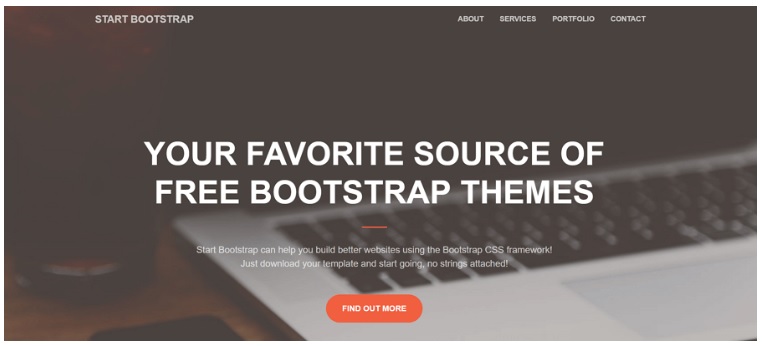 START BOOTSTRAP
ABOUT SERVICES PORTFOLIO CONTACT
YOUR FAVORITE SOURCE OF
FREE BOOTSTRAP THEMES
Start Bootstrap can help you build better websites using the Bootstrap CSS framework!
Just download your template and start going, no strings attached!
FIND OUT MORE